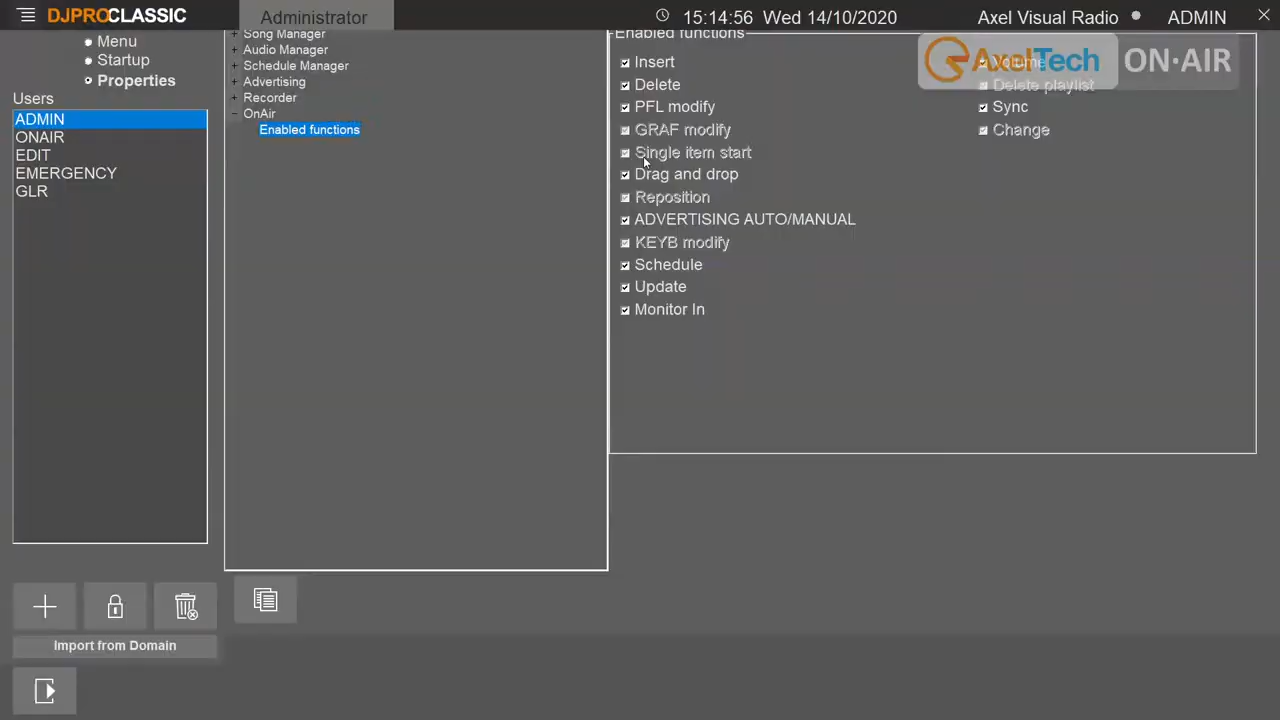 DJPROCLASSIC
Administrator
15:14:56 Wed 14/10/2020
Axel Visual Radio
ADMIN
Menu
Startup
Properties
Users
ADMIN
ONAIR
EDIT
EMERGENCY
GLR
Import from Domain
Song Manager
Audio Manager
Schedule Manager
Advertising
Recorder
OnAir
Enabled functions
Enabled functions
Insert
Delete
PFL modify
GRAF modify
Single item start
Drag and drop
Reposition
ADVERTISING AUTO/MANUAL
KEYB modify
Schedule
Update
Monitor In
Volume
Delete playlist
Sync
Change
AxelTech ON·AIR